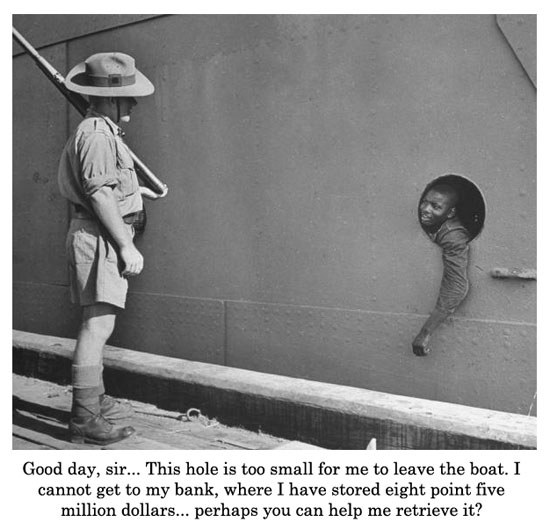 Good day, sir... This hole is too small for me to leave the boat. I
cannot get to my bank, where I have stored eight point five
million dollars... perhaps you can help me retrieve it?